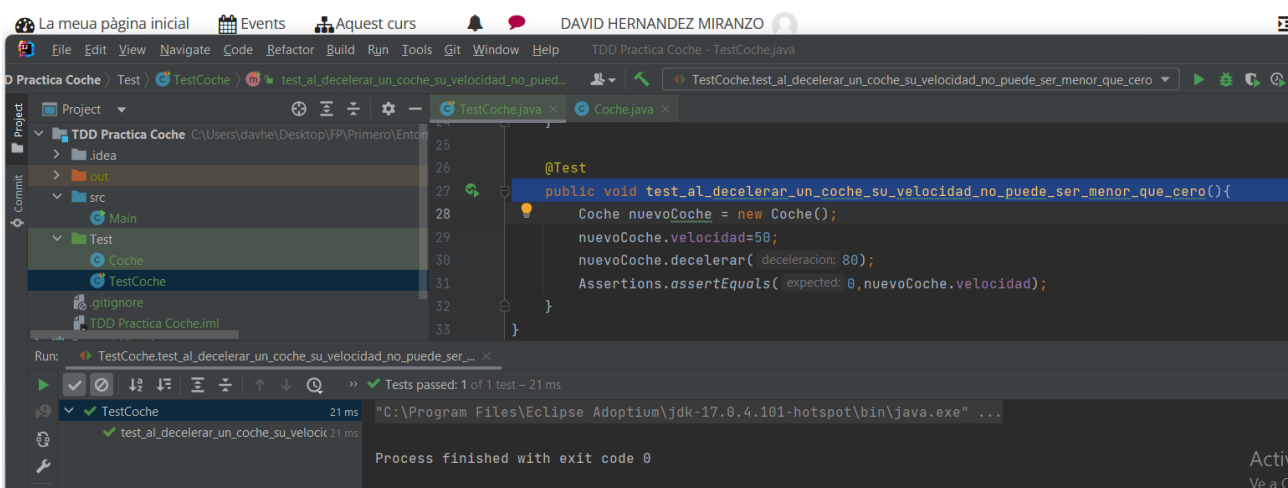 La meua pàgina inicial Events Aquest curs DAVID HERNANDEZ MIRANZO
File Edit View Navigate Code Refactor Build Run Tools Git Window Help TDD Practica Coche - TestCoche.java
D Practica Coche Test TestCoche test_al_decelerar_un_coche_su_velocidad_no_pued... TestCoche.test_al_decelerar_un_coche_su_velocidad_no_puede_ser_menor_que_cero
Project Project TestCoche.java Coche.java
TDD Practica Coche C:\Users\davhe\Desktop\FP\Primero\Entorn
24 }
.idea 25
out 26 @Test
Commit src 27 public void test_al_decelerar_un_coche_su_velocidad_no_puede_ser_menor_que_cero(){
Main 28 Coche nuevoCoche = new Coche();
Test 29 nuevoCoche.velocidad=50;
Coche 30 nuevoCoche.decelerar( deceleracion: 80);
TestCoche 31 Assertions.assertEquals( expected: 0,nuevoCoche.velocidad);
.gitignore 32 }
TDD Practica Coche.iml 33 }
Run: TestCoche.test_al_decelerar_un_coche_su_velocidad_no_puede_ser_...
Tests passed: 1 of 1 test – 21 ms
TestCoche 21 ms "C:\Program Files\Eclipse Adoptium\jdk-17.0.4.101-hotspot\bin\java.exe" ...
test_al_decelerar_un_coche_su_velocic 21 ms
Process finished with exit code 0
Activ
Ve a C